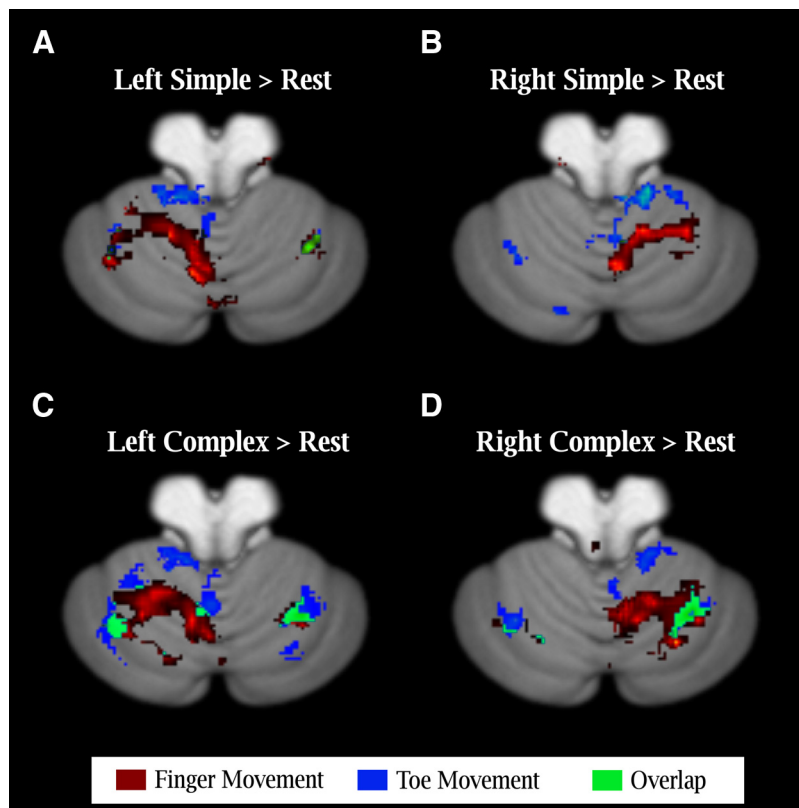 A
B
Left Simple > Rest
Right Simple > Rest
C
D
Left Complex > Rest
Right Complex > Rest
Finger Movement
Toe Movement
Overlap